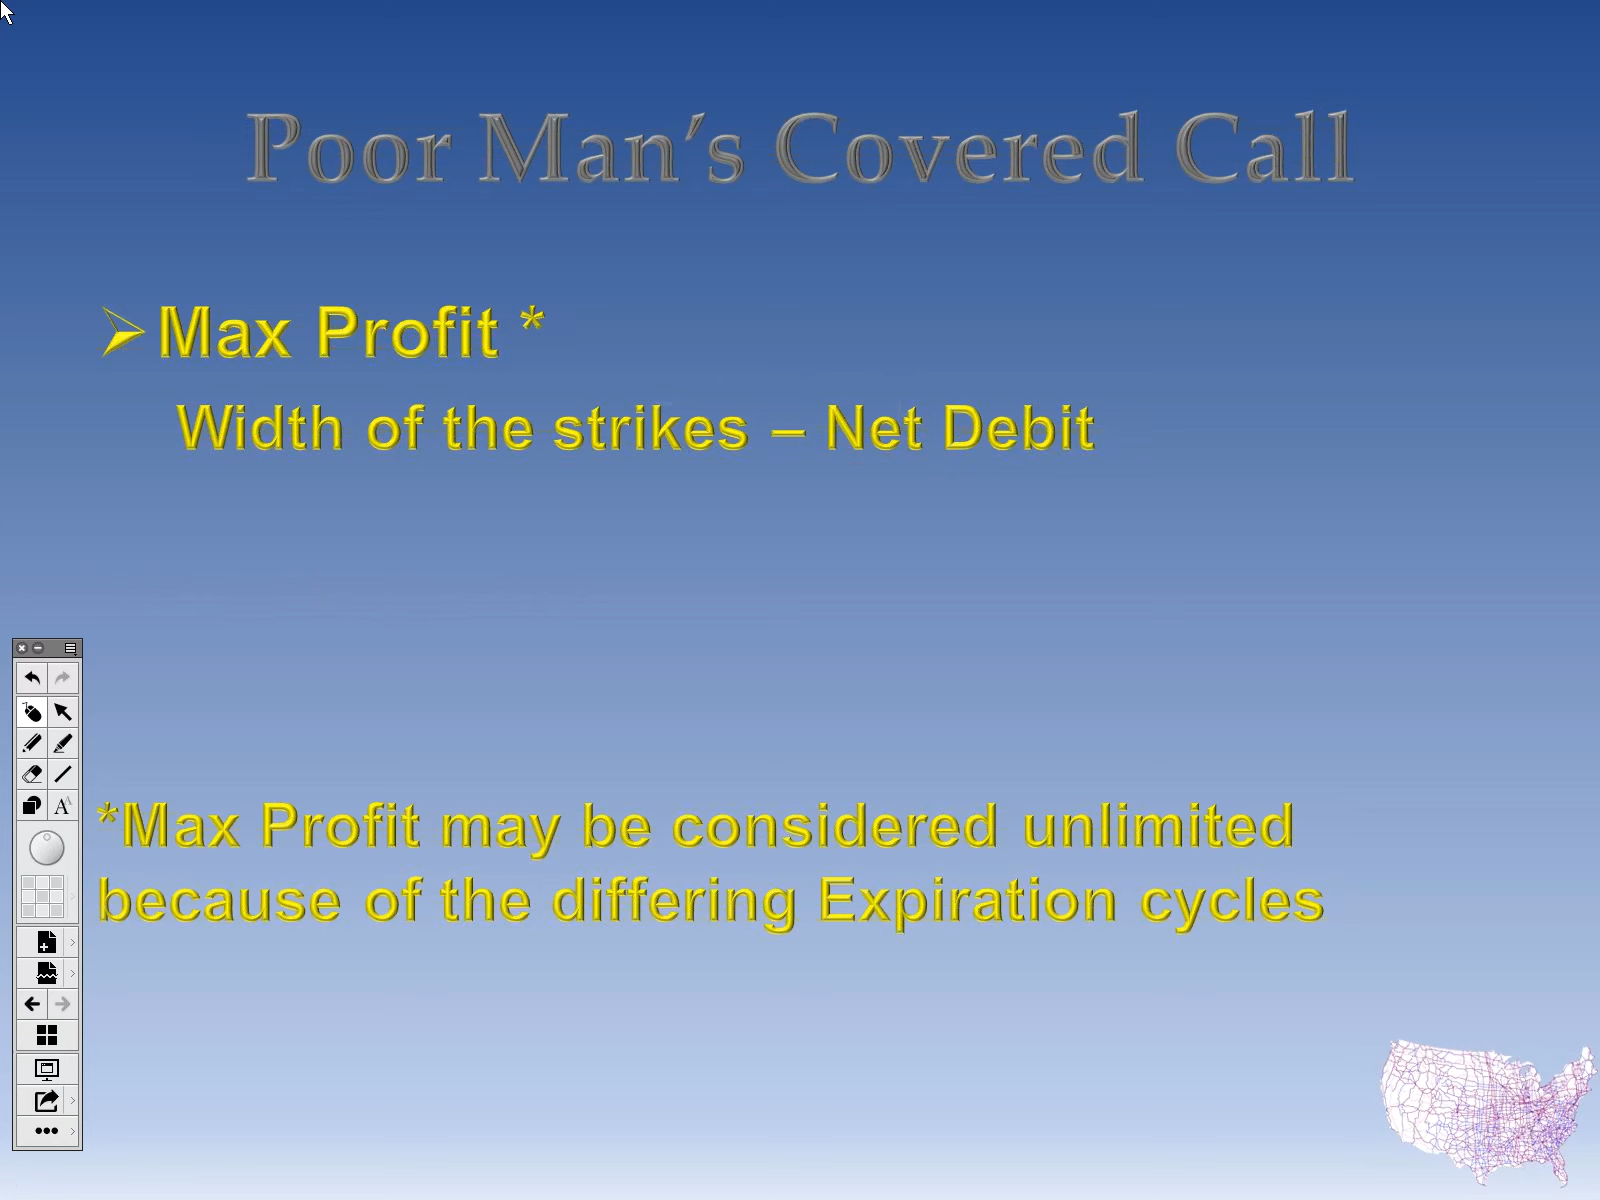 Poor Man’s Covered Call
Max Profit *
Width of the strikes – Net Debit
*Max Profit may be considered unlimited
because of the differing Expiration cycles